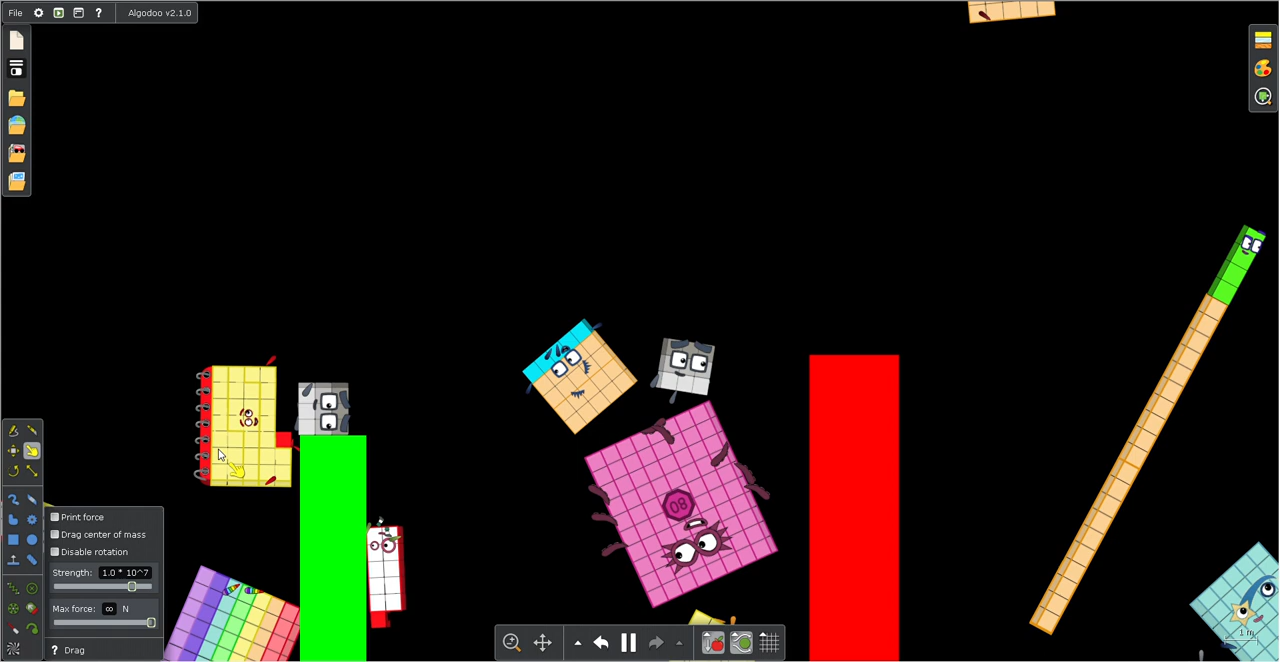 File ? Algodoo v2.1.0
08
Print force
Drag center of mass
Disable rotation
Strength: 1.0 * 10^7
Max force: ∞ N
Drag
1 m